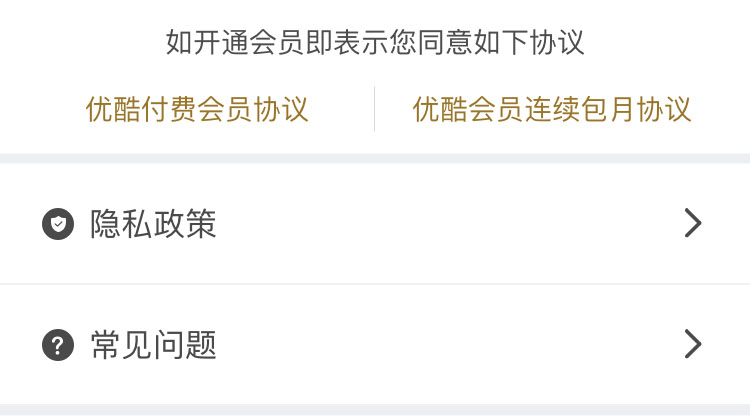 如开通会员即表示您同意如下协议
优酷付费会员协议 优酷会员连续包月协议
隐私政策
常见问题